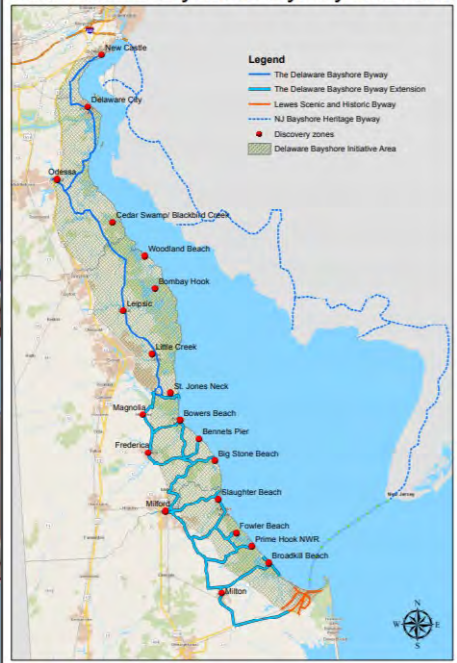 New Castle
Delaware City
Odessa
Cedar Swamp/ Blackbird Creek
Woodland Beach
Bombay Hook
Leipsic
Little Creek
St. Jones Neck
Magnolia
Bowers Beach
Bennets Pier
Frederica
Big Stone Beach
Slaughter Beach
Milford
Fowler Beach
Prime Hook NWR
Broadkill Beach
Milton
New Jersey
Legend
The Delaware Bayshore Byway
The Delaware Bayshore Byway Extension
Lewes Scenic and Historic Byway
NJ Bayshore Heritage Byway
Discovery zones
Delaware Bayshore Initiative Area
N
W E
S